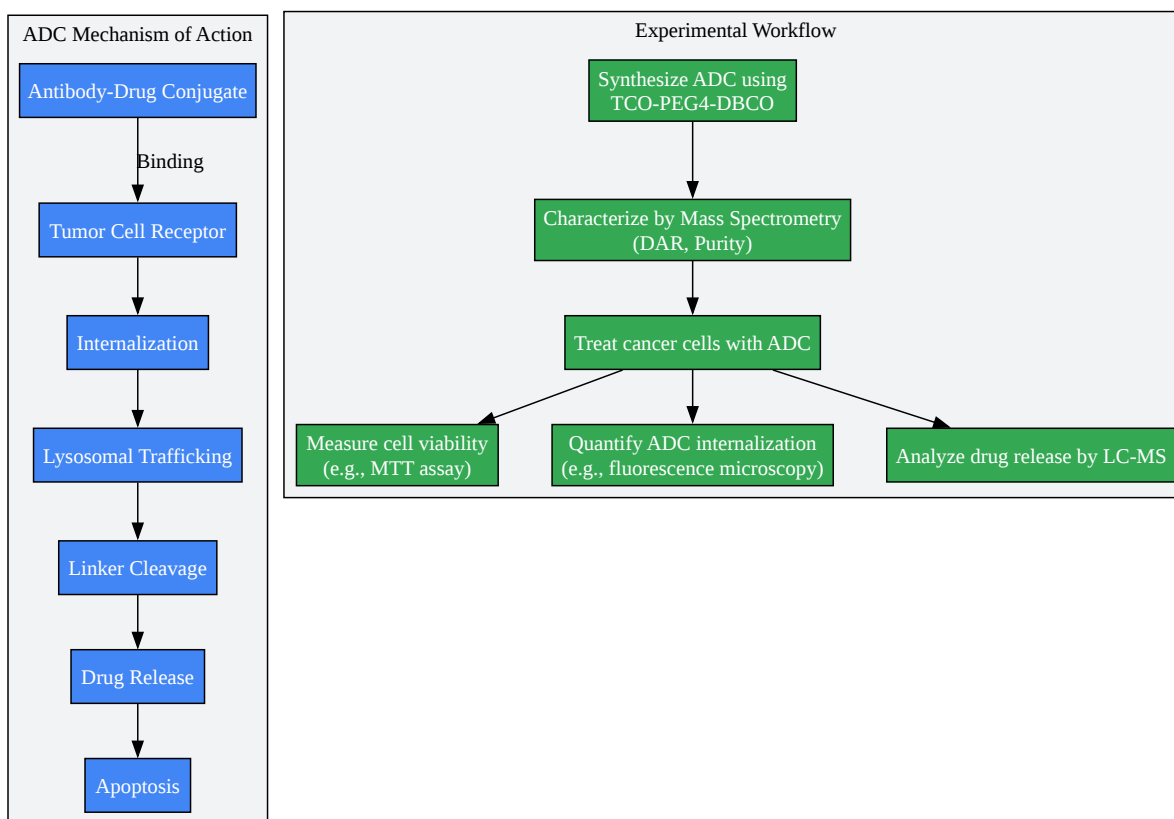 ADC Mechanism of Action
Antibody-Drug Conjugate
Binding
Tumor Cell Receptor
Internalization
Lysosomal Trafficking
Linker Cleavage
Drug Release
Apoptosis
Experimental Workflow
Synthesize ADC using
TCO-PEG4-DBCO
Characterize by Mass Spectrometry
(DAR, Purity)
Treat cancer cells with ADC
Measure cell viability
(e.g., MTT assay)
Quantify ADC internalization
(e.g., fluorescence microscopy)
Analyze drug release by LC-MS